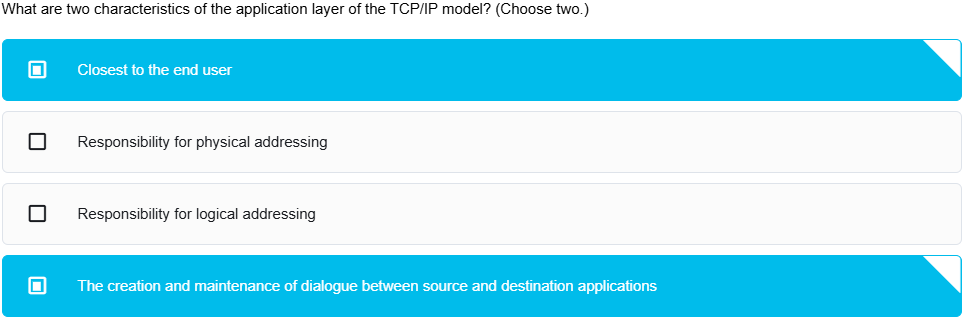 What are two characteristics of the application layer of the TCP/IP model? (Choose two.)
Closest to the end user
Responsibility for physical addressing
Responsibility for logical addressing
The creation and maintenance of dialogue between source and destination applications